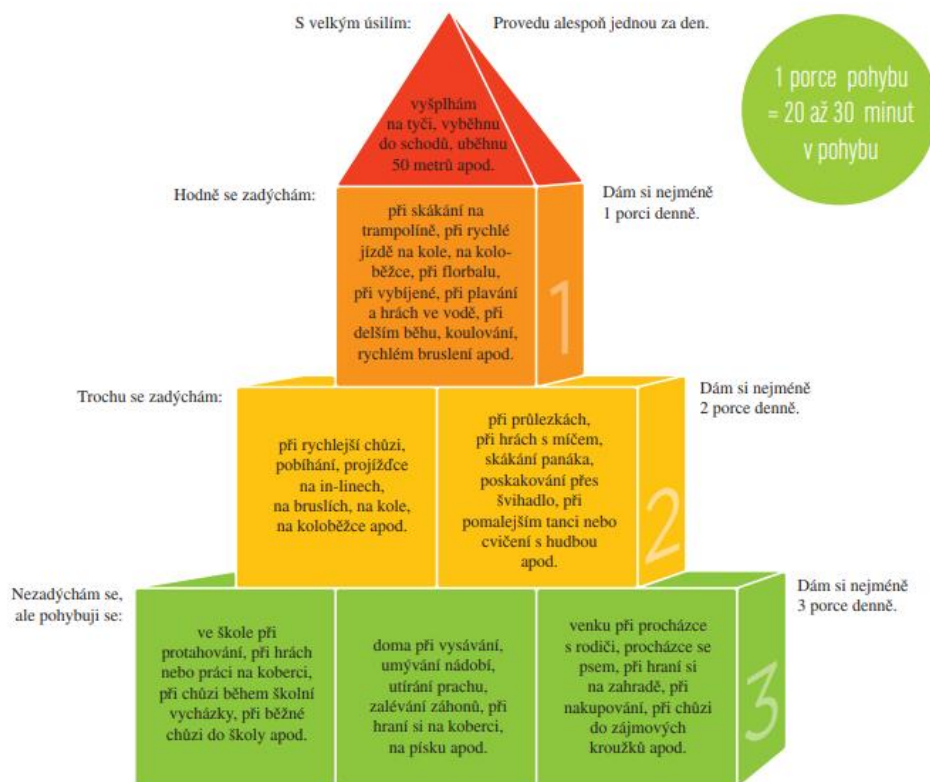 S velkým úsilím:
Provedu alespoň jednou za den.
1 porce pohybu
= 20 až 30 minut
v pohybu
vyšplhám
na tyči, vyběhnu
do schodů, uběhnu
50 metrů apod.
Hodně se zadýchám:
Dám si nejméně
1 porci denně.
při skákání na
trampolíně, při rychlé
jízdě na kole, na kolo-
běžce, při florbalu,
při vybíjené, při plavání
a hrách ve vodě, při
delším běhu, koulování,
rychlém bruslení apod.
1
Trochu se zadýchám:
Dám si nejméně
2 porce denně.
při rychlejší chůzi,
pobíhání, projížďce
na in-linech,
na bruslích, na kole,
na koloběžce apod.
při průlezkách,
při hrách s míčem,
skákání panáka,
poskakování přes
švihadlo, při
pomalejším tanci nebo
cvičení s hudbou
apod.
2
Nezadýchám se,
ale pohybuji se:
Dám si nejméně
3 porce denně.
ve škole při
protahování, při hrách
nebo práci na koberci,
při chůzi během školní
vycházky, při běžné
chůzi do školy apod.
doma při vysávání,
umývání nádobí,
utírání prachu,
zalévání záhonů, při
hraní si na koberci,
na písku apod.
venku při procházce
s rodiči, procházce se
psem, při hraní si
na zahradě, při
nakupování, při chůzi
do zájmových
kroužků apod.
3